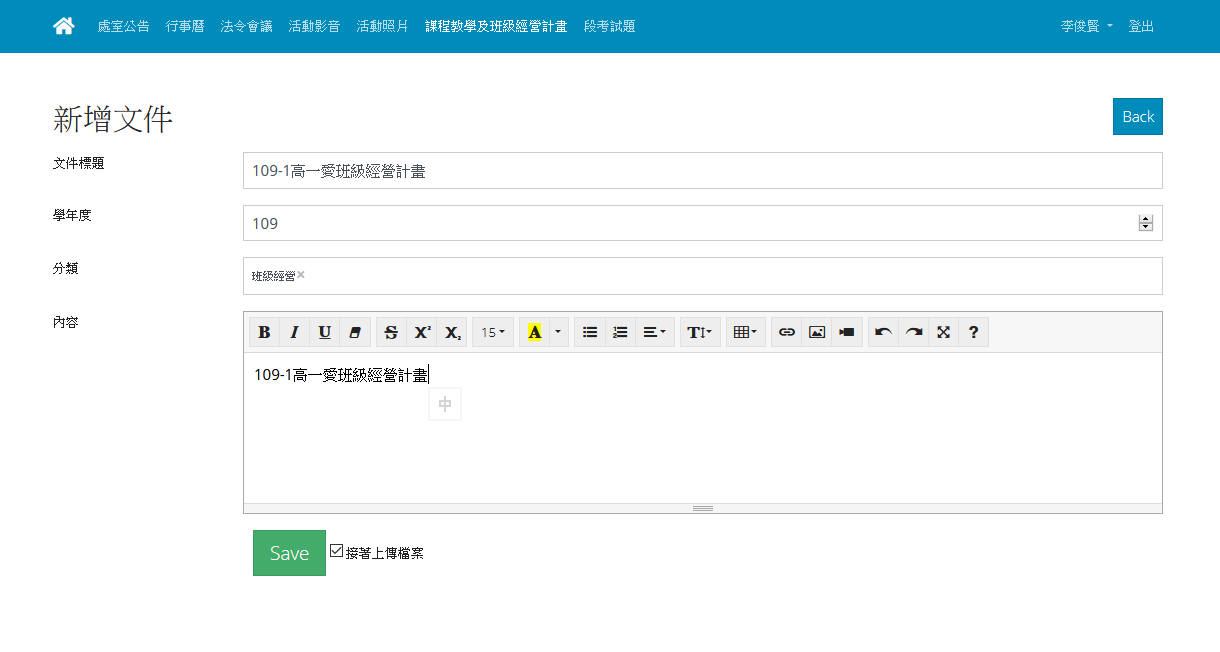 處室公告 行事曆 法令會議 活動影音 活動照片 課程教學及班級經營計畫 段考試題 李俊賢 登出
新增文件 Back
文件標題 109-1高一愛班級經營計畫
學年度 109
分類 班級經營×
內容
B I U S X² X₂ 15 A T ?
109-1高一愛班級經營計畫
中
Save 接著上傳檔案